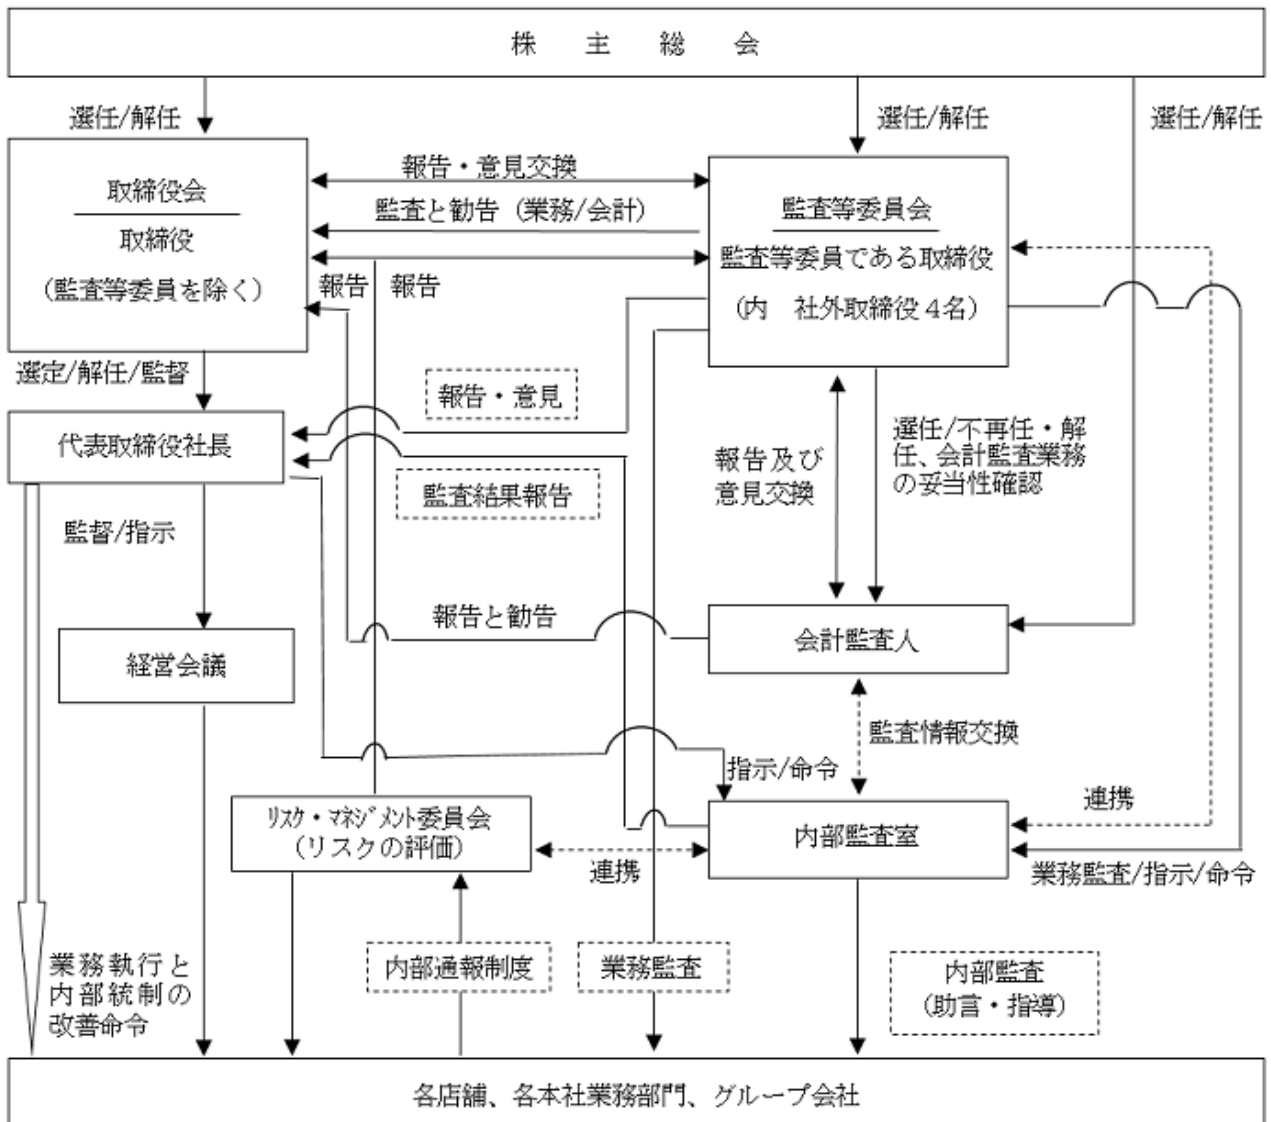 株　主　総　会
選任/解任
選任/解任
選任/解任
取締役会
取締役
(監査等委員を除く)
報告・意見交換
監査と勧告 (業務/会計)
報告
報告
監査等委員会
監査等委員である取締役
(内　社外取締役４名)
選定/解任/監督
報告・意見
代表取締役社長
監査結果報告
報告及び
意見交換
選任/不再任・解
任、会計監査業務
の妥当性確認
監督/指示
報告と勧告
経営会議
会計監査人
監査情報交換
指示/命令
ﾘｽｸ・ﾏﾈｼﾞﾒﾝﾄ委員会
(リスクの評価)
連携
内部監査室
連携
業務監査/指示/命令
業務執行と
内部統制の
改善命令
内部通報制度
業務監査
内部監査
(助言・指導)
各店舗、各本社業務部門、グループ会社